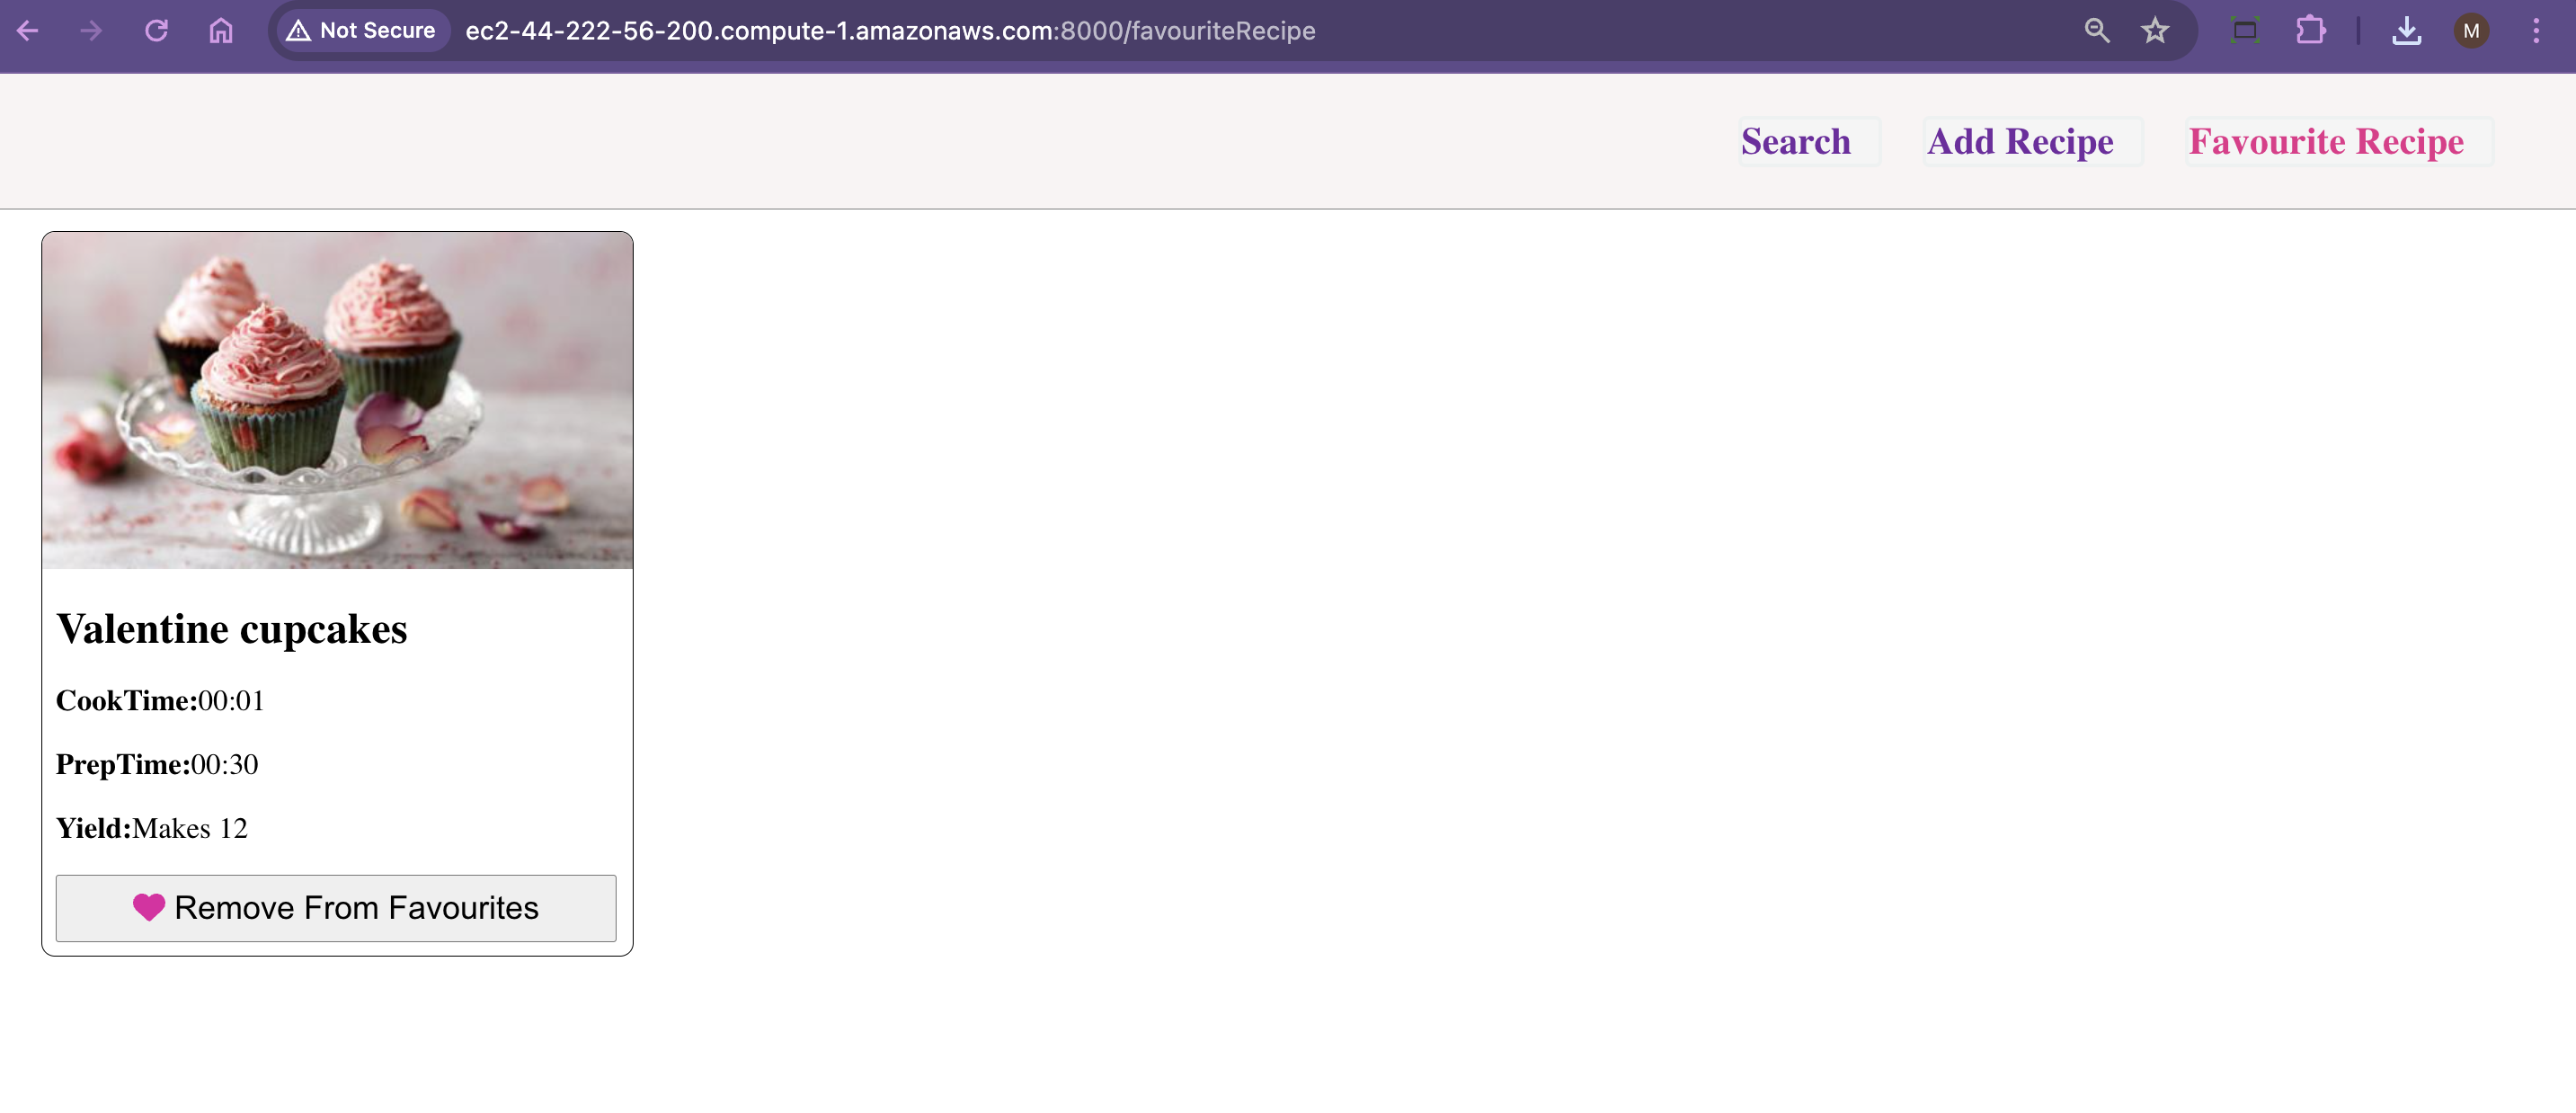 Not Secure ec2-44-222-56-200.compute-1.amazonaws.com:8000/favouriteRecipe M
Search Add Recipe Favourite Recipe
Valentine cupcakes
CookTime:00:01
PrepTime:00:30
Yield:Makes 12
Remove From Favourites